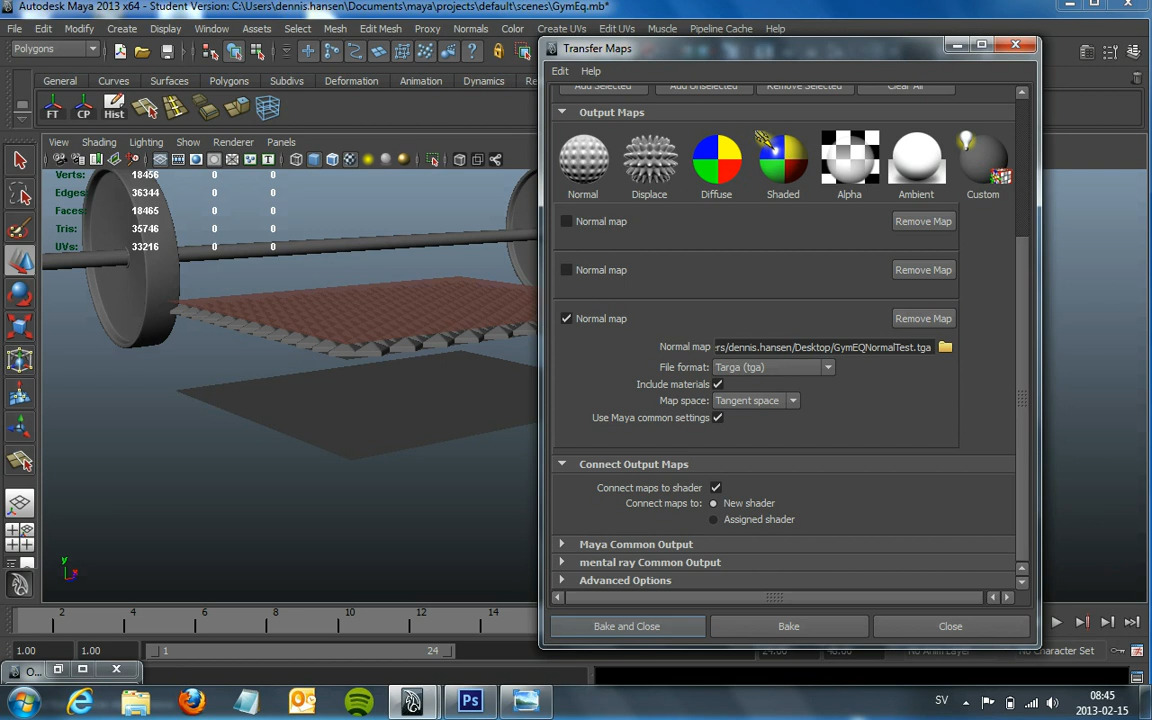 Autodesk Maya 2013 x64 - Student Version: C:\Users\dennis.hansen\Documents\maya\projects\default\scenes\GymEq.mb*
File Edit Modify Create Display Window Assets Select Mesh Edit Mesh Proxy Normals Color Create UVs Edit UVs Muscle Pipeline Cache Help
Transfer Maps
Polygons
Edit Help
General Curves Surfaces Polygons Subdivs Deformation Animation Dynamics Re
FT CP Hist
Output Maps
View Shading Lighting Show Renderer Panels
Normal Displace Diffuse Shaded Alpha Ambient Custom
Verts: 18456 0 0
Edges: 36344 0 0
Faces: 18465 0 0
Tris: 35746 0 0
UVs: 33216 0 0
Normal map Remove Map
Normal map Remove Map
Normal map Remove Map
Normal map rs/dennis.hansen/Desktop/GymEQNormalTest.tga
File format: Targa (tga)
Include materials
Map space: Tangent space
Use Maya common settings
Connect Output Maps
Connect maps to shader
Connect maps to: New shader
Assigned shader
Maya Common Output
mental ray Common Output
Advanced Options
y
x
2 4 6 8 10 12 14
Bake and Close Bake Close
1.00 1.00 1 24
No Character Set
O...
Ps
SV 08:45
2013-02-15